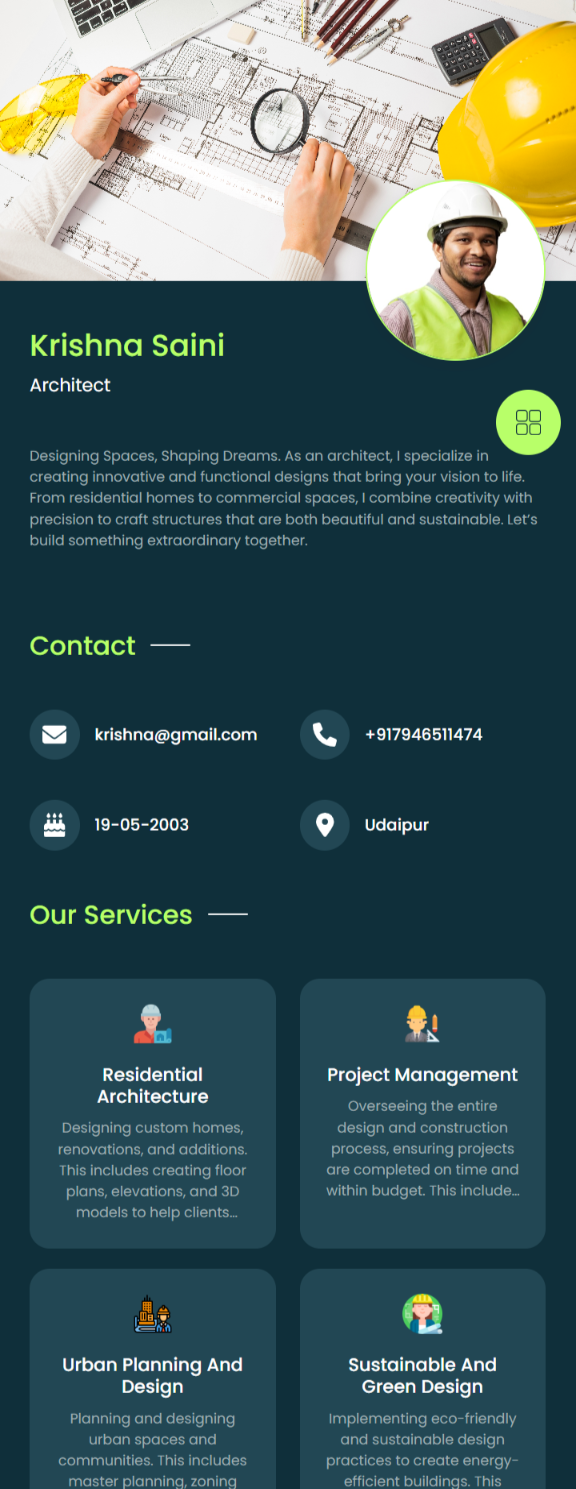 Krishna Saini
Architect
Designing Spaces, Shaping Dreams. As an architect, I specialize in
creating innovative and functional designs that bring your vision to life.
From residential homes to commercial spaces, I combine creativity with
precision to craft structures that are both beautiful and sustainable. Let’s
build something extraordinary together.
Contact
krishna@gmail.com
+917946511474
19-05-2003
Udaipur
Our Services
Residential
Architecture
Designing custom homes,
renovations, and additions.
This includes creating floor
plans, elevations, and 3D
models to help clients...
Project Management
Overseeing the entire
design and construction
process, ensuring projects
are completed on time and
within budget. This include...
Urban Planning And
Design
Planning and designing
urban spaces and
communities. This includes
master planning, zoning
Sustainable And
Green Design
Implementing eco-friendly
and sustainable design
practices to create energy-
efficient buildings. This